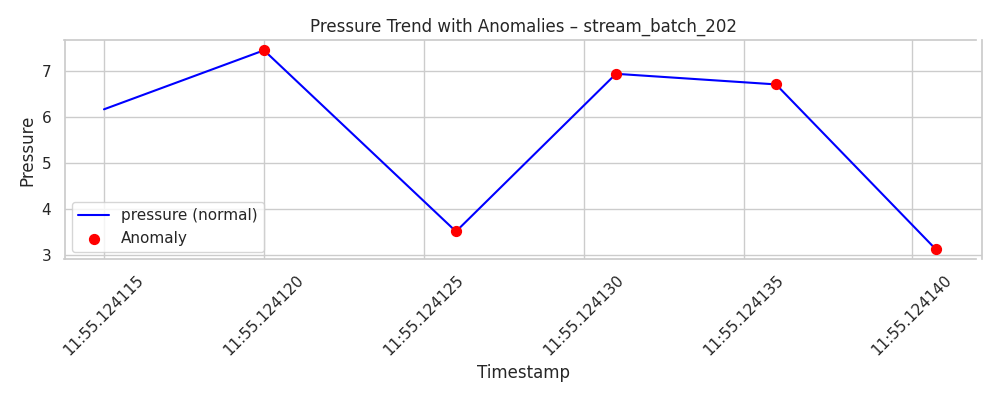 Pressure Trend with Anomalies – stream_batch_202
Pressure
7
6
5
4
3
pressure (normal)
Anomaly
11:55.124115
11:55.124120
11:55.124125
11:55.124130
11:55.124135
11:55.124140
Timestamp